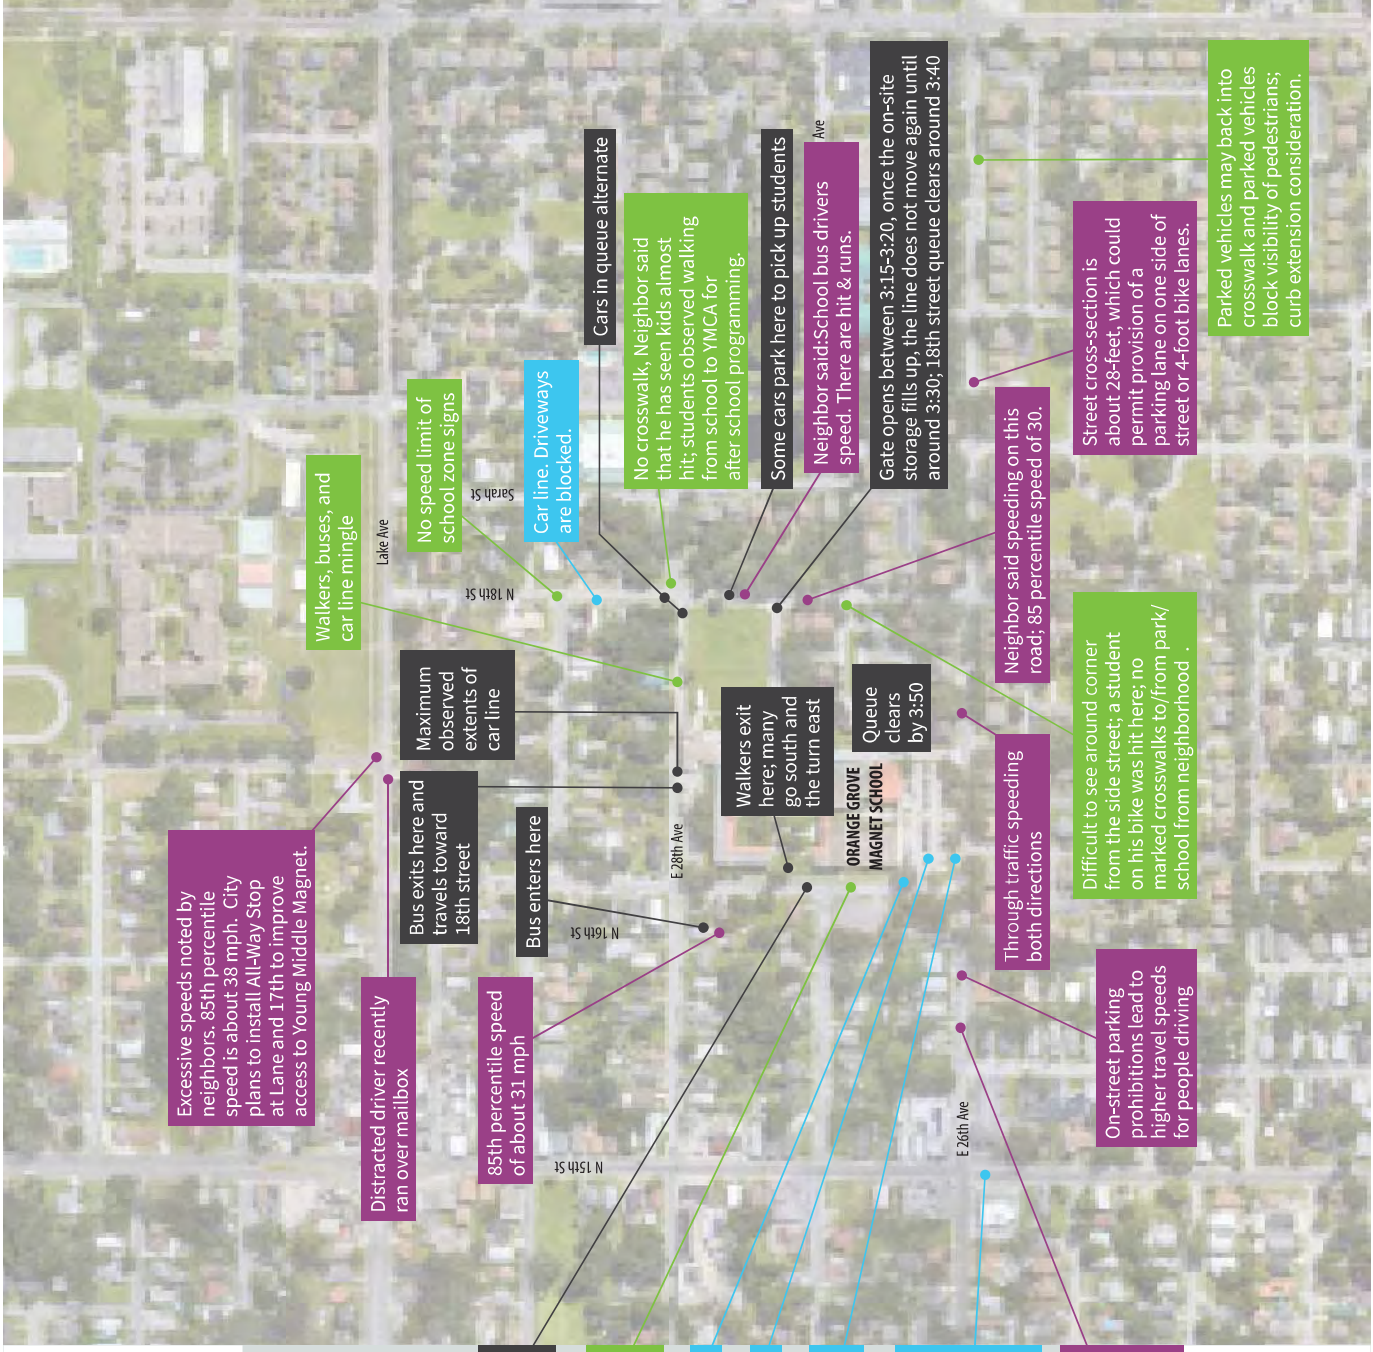 Excessive speeds noted by
neighbors. 85th percentile
speed is about 38 mph. City
plans to install All-Way Stop
at Lane and 17th to improve
access to Young Middle Magnet.
Distracted driver recently
ran over mailbox
85th percentile speed
of about 31 mph
N 15th St
Bus exits here and
travels toward
18th street
Bus enters here
N 16th St
Maximum
observed
extents of
car line
E 28th Ave
Walkers, buses, and
car line mingle
Lake Ave
No speed limit of
school zone signs
N 18th St
Sarah St
Car line. Driveways
are blocked.
Cars in queue alternate
No crosswalk, Neighbor said
that he has seen kids almost
hit; students observed walking
from school to YMCA for
after school programming.
Some cars park here to pick up students
Ave
Neighbor said:School bus drivers
speed. There are hit & runs.
Gate opens between 3:15-3:20, once the on-site
storage fills up, the line does not move again until
around 3:30; 18th street queue clears around 3:40
Walkers exit
here; many
go south and
the turn east
ORANGE GROVE
MAGNET SCHOOL
Queue
clears
by 3:50
E 26th Ave
Through traffic speeding
both directions
Neighbor said speeding on this
road; 85 percentile speed of 30.
On-street parking
prohibitions lead to
higher travel speeds
for people driving
Difficult to see around corner
from the side street; a student
on his bike was hit here; no
marked crosswalks to/from park/
school from neighborhood .
Street cross-section is
about 28-feet, which could
permit provision of a
parking lane on one side of
street or 4-foot bike lanes.
Parked vehicles may back into
crosswalk and parked vehicles
block visibility of pedestrians;
curb extension consideration.